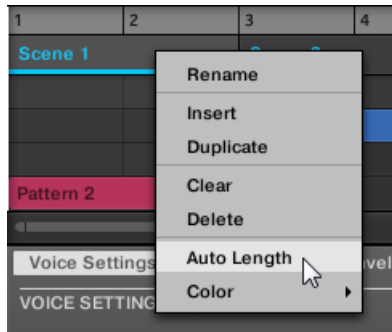 1 2 3 4
Scene 1
Rename
Insert
Duplicate
Clear
Pattern 2
Delete
Voice Settings
Auto Length
vel
Color
VOICE SETTING